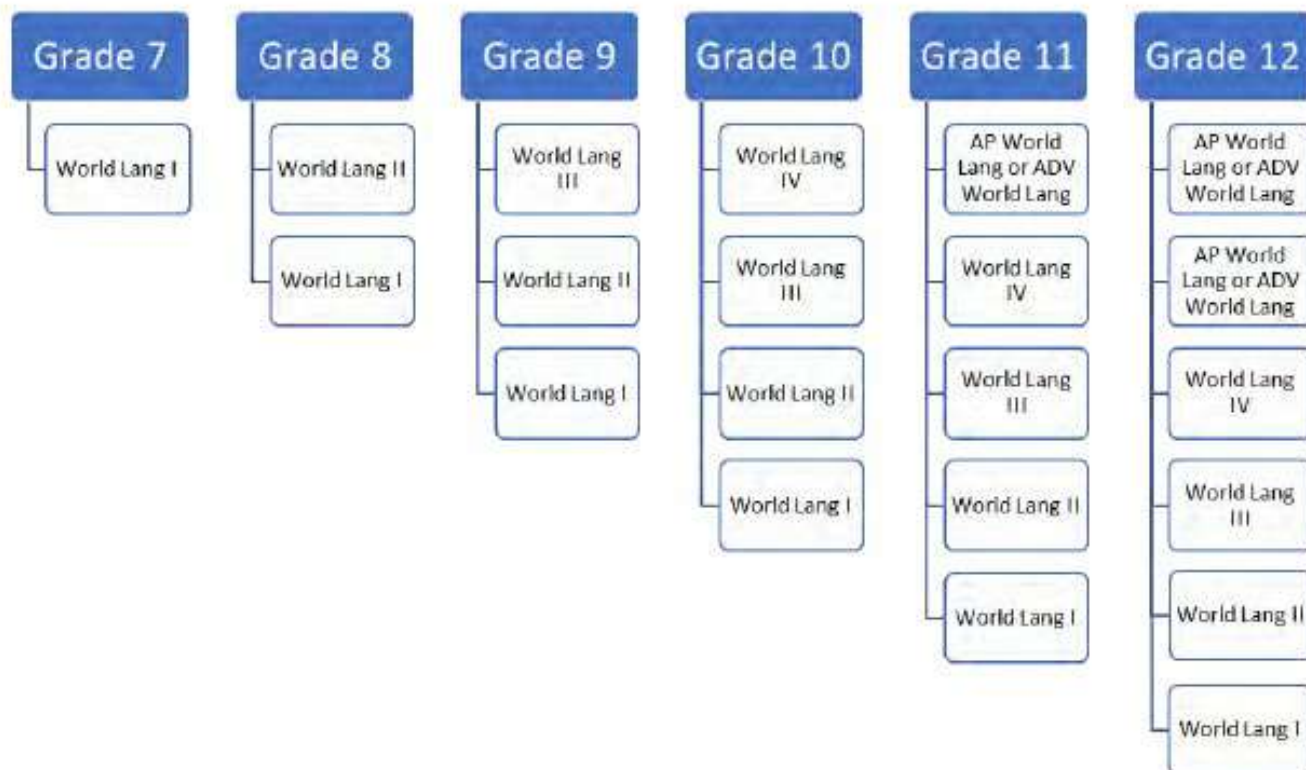 Grade 7
World Lang I
Grade 8
World Lang II
World Lang I
Grade 9
World Lang
III
World Lang II
World Lang I
Grade 10
World Lang
IV
World Lang
III
World Lang II
World Lang I
Grade 11
AP World
Lang or ADV
World Lang
World Lang
IV
World Lang
III
World Lang II
World Lang I
Grade 12
AP World
Lang or ADV
World Lang
AP World
Lang or ADV
World Lang
World Lang
IV
World Lang
III
World Lang II
World Lang I